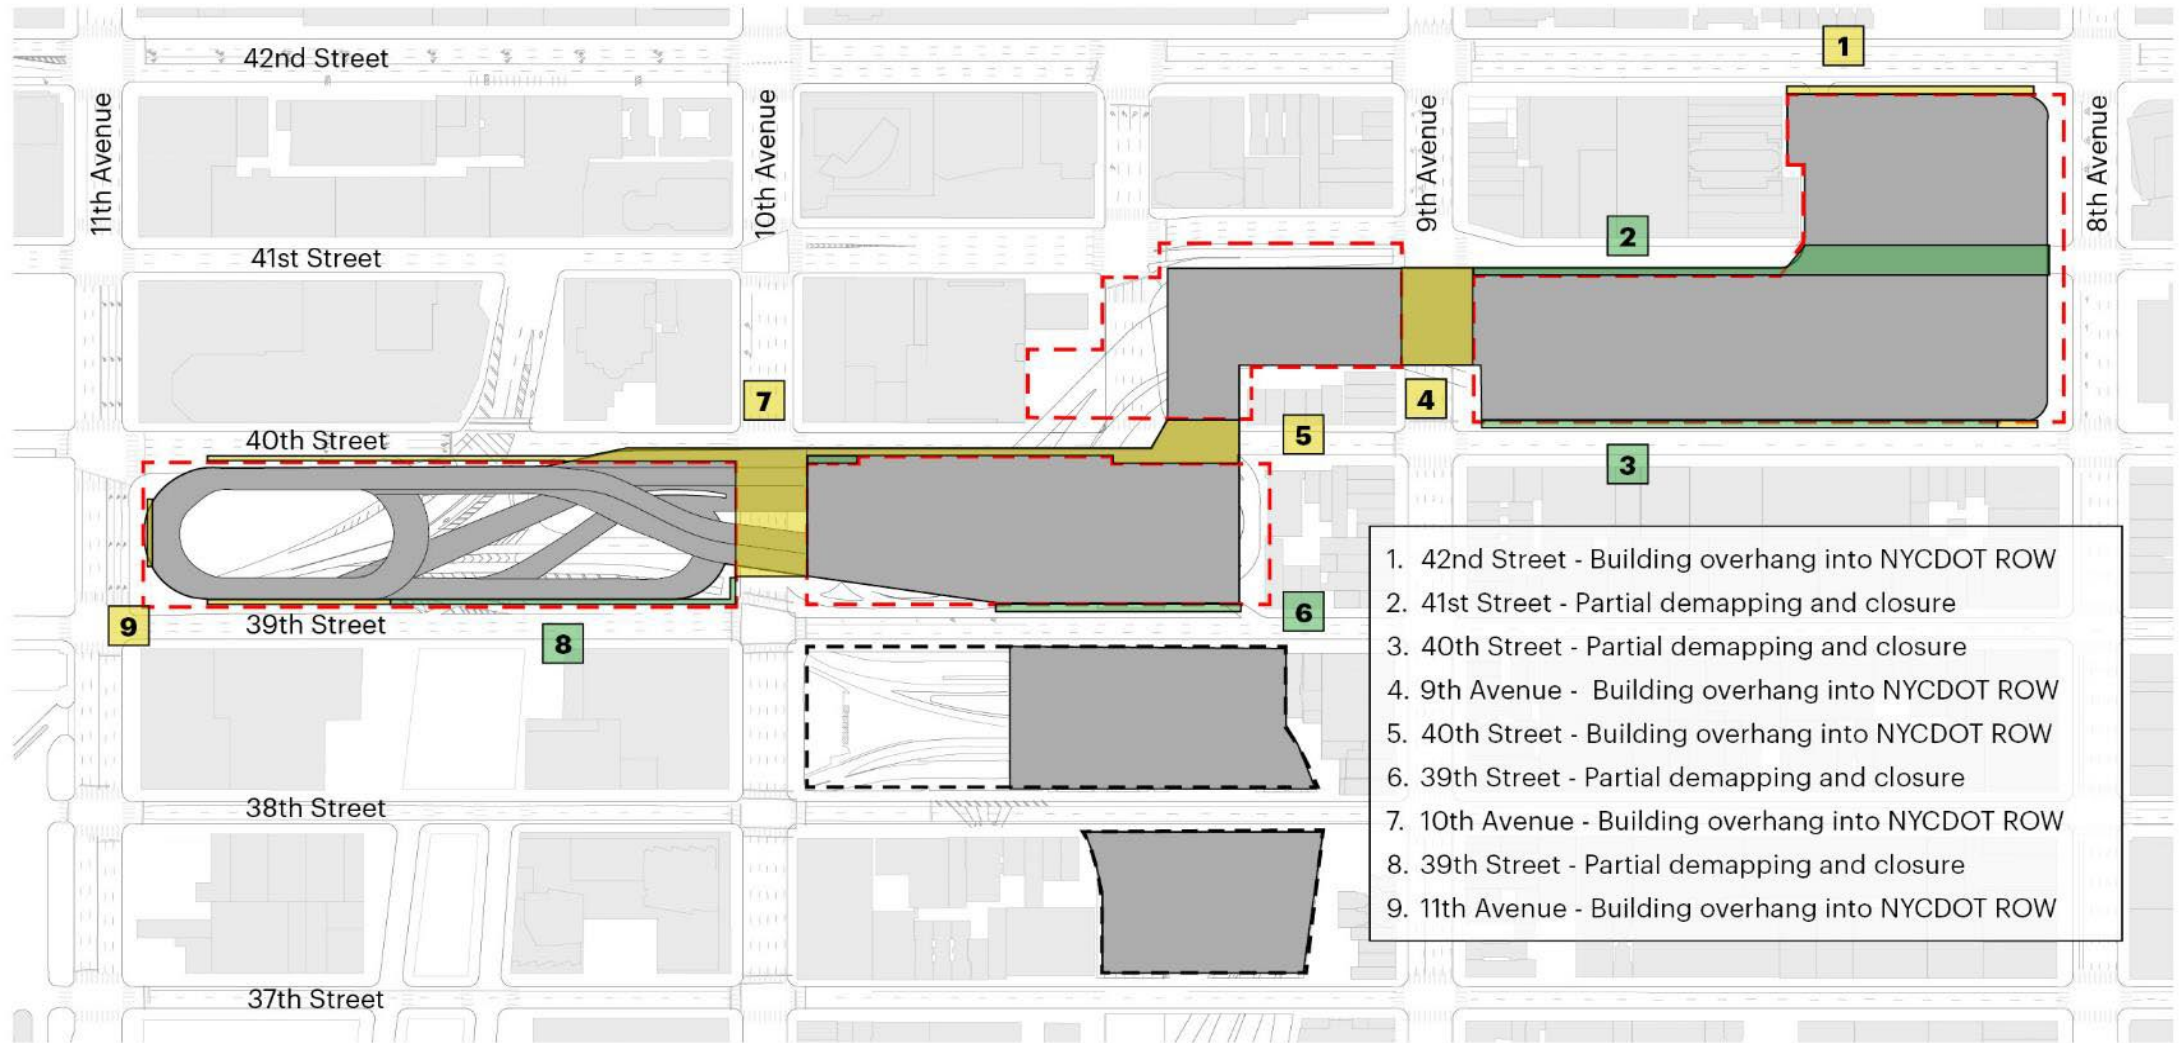 1
42nd Street
11th Avenue
10th Avenue
9th Avenue
8th Avenue
2
41st Street
7
4
5
40th Street
3
9
39th Street
8
6
38th Street
37th Street
1. 42nd Street - Building overhang into NYCDOT ROW
2. 41st Street - Partial demapping and closure
3. 40th Street - Partial demapping and closure
4. 9th Avenue - Building overhang into NYCDOT ROW
5. 40th Street - Building overhang into NYCDOT ROW
6. 39th Street - Partial demapping and closure
7. 10th Avenue - Building overhang into NYCDOT ROW
8. 39th Street - Partial demapping and closure
9. 11th Avenue - Building overhang into NYCDOT ROW